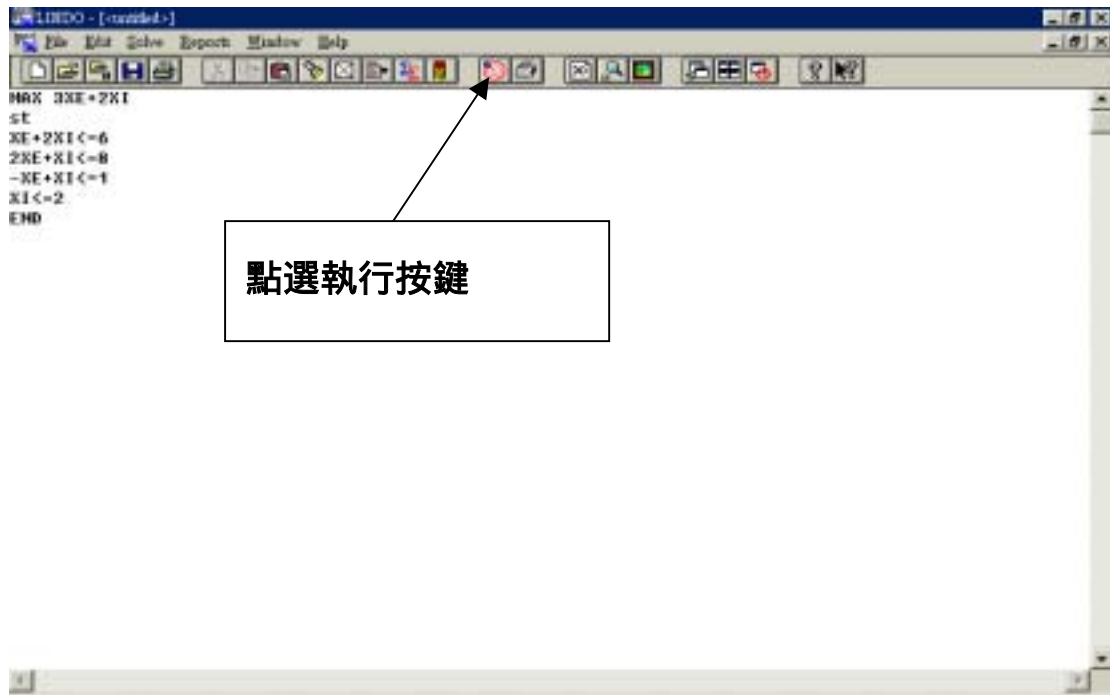 LINDO - [<untitled>]
File Edit Solve Reports Window Help
MAX 3XE+2XI
st
XE+2XI<=6
2XE+XI<=8
-XE+XI<=1
XI<=2
END
點選執行按鍵